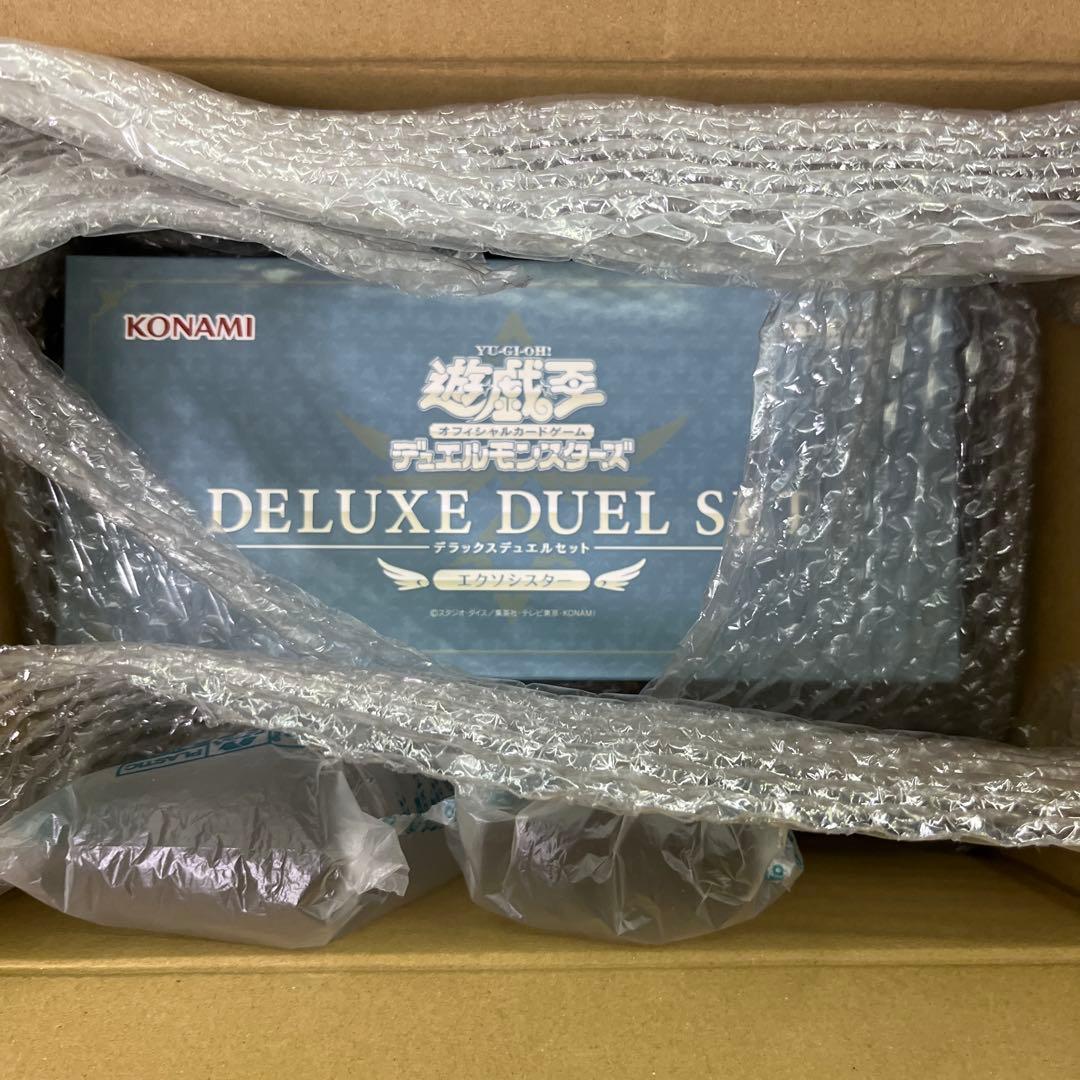 KONAMI
YU-GI-OH!
遊戯王
オフィシャルカードゲーム
デュエルモンスターズ
DELUXE DUEL SET
デラックスデュエルセット
エクソシスター
©スタジオ・ダイス/集英社・テレビ東京・KONAMI
PLASTIC